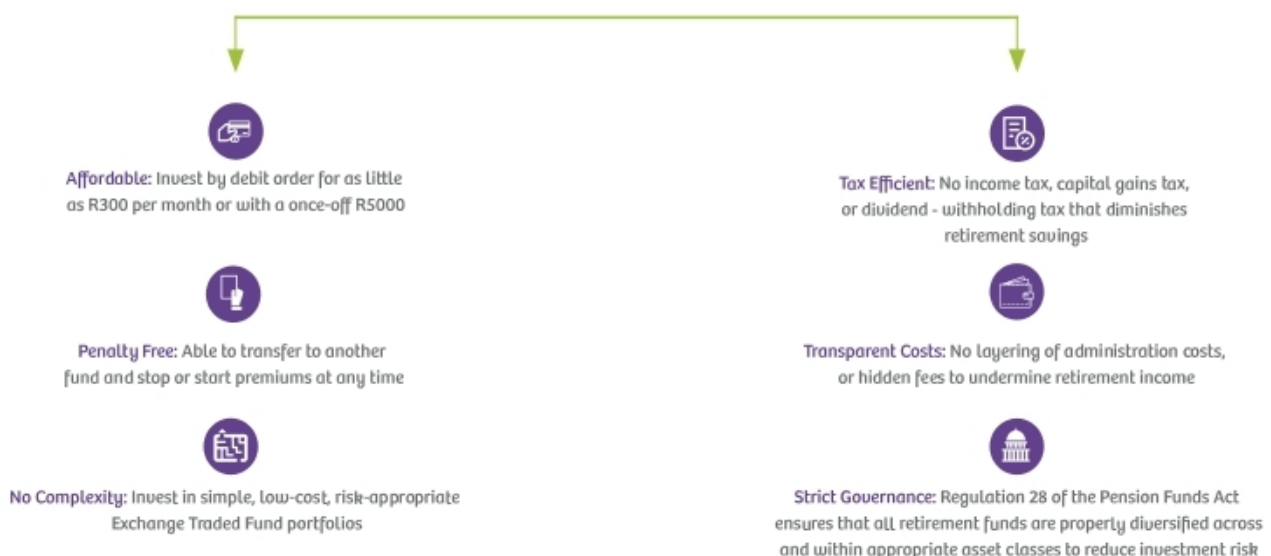 Affordable: Invest by debit order for as little
as R300 per month or with a once-off R5000
Penalty Free: Able to transfer to another
fund and stop or start premiums at any time
No Complexity: Invest in simple, low-cost, risk-appropriate
Exchange Traded Fund portfolios
Tax Efficient: No income tax, capital gains tax,
or dividend - withholding tax that diminishes
retirement savings
Transparent Costs: No layering of administration costs,
or hidden fees to undermine retirement income
Strict Governance: Regulation 28 of the Pension Funds Act
ensures that all retirement funds are properly diversified across
and within appropriate asset classes to reduce investment risk